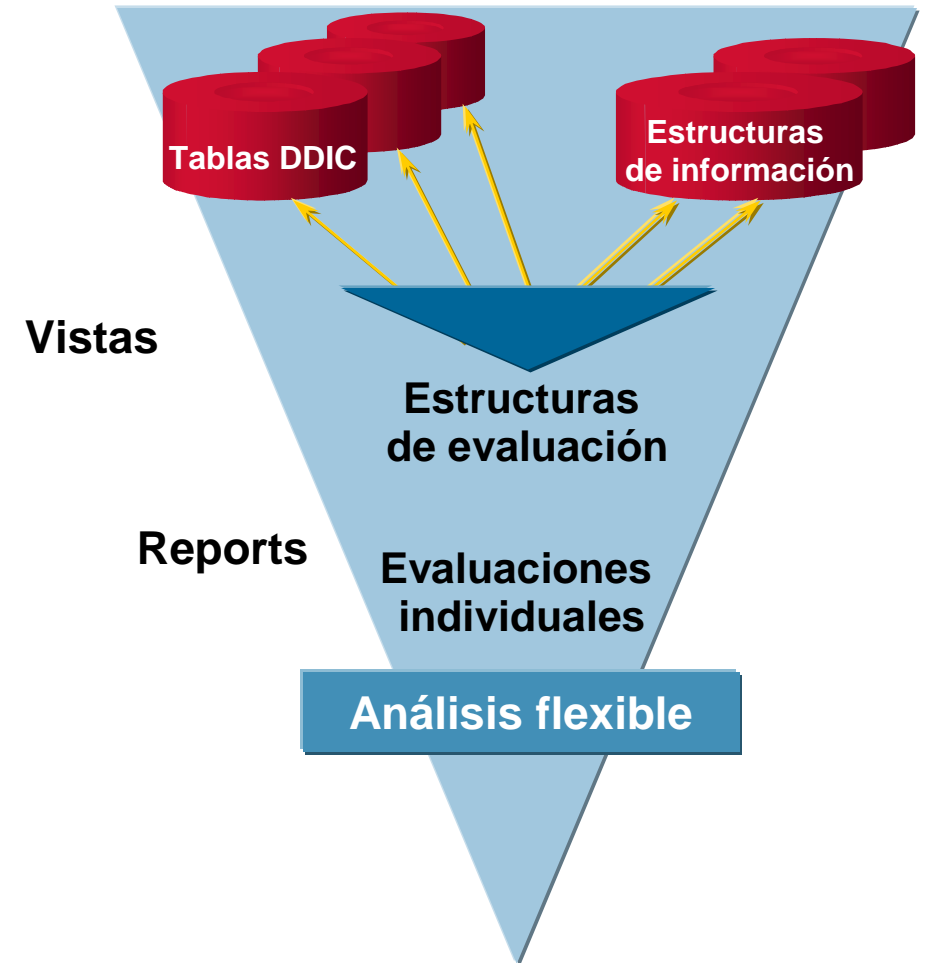 Tablas DDIC
Estructuras
de información
Vistas
Estructuras
de evaluación
Reports
Evaluaciones
individuales
Análisis flexible